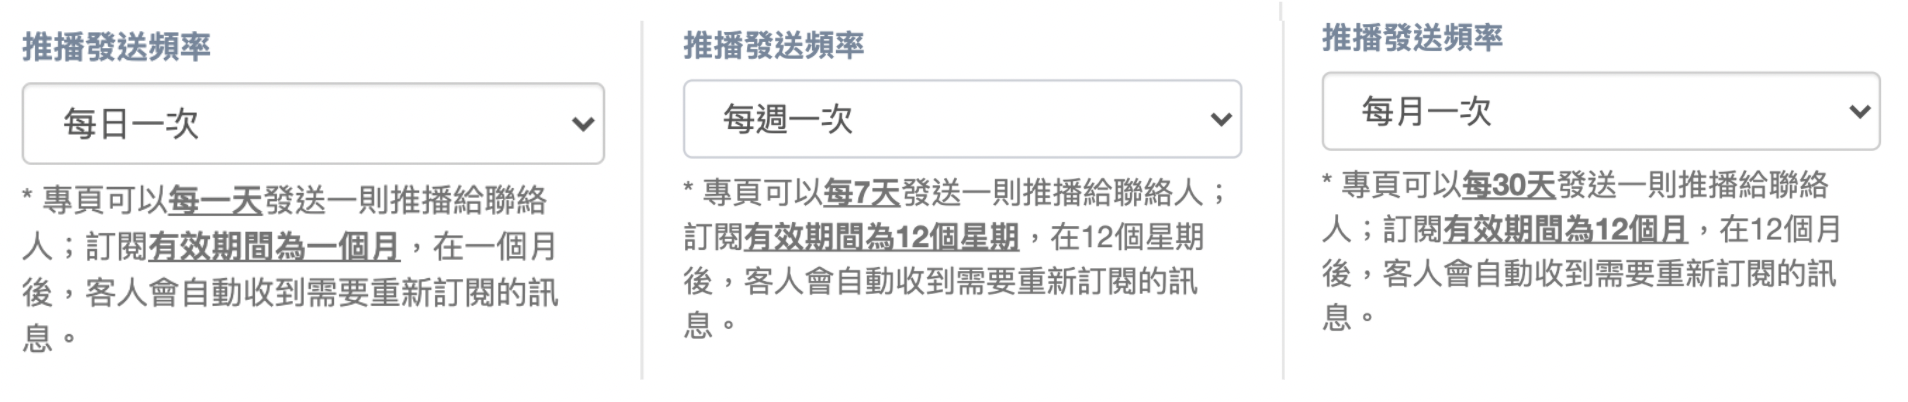 推播發送頻率
每日一次
* 專頁可以每一天發送一則推播給聯絡
人；訂閱有效期間為一個月，在一個月
後，客人會自動收到需要重新訂閱的訊
息。
推播發送頻率
每週一次
* 專頁可以每7天發送一則推播給聯絡人；
訂閱有效期間為12個星期，在12個星期
後，客人會自動收到需要重新訂閱的訊
息。
推播發送頻率
每月一次
* 專頁可以每30天發送一則推播給聯絡
人；訂閱有效期間為12個月，在12個月
後，客人會自動收到需要重新訂閱的訊
息。